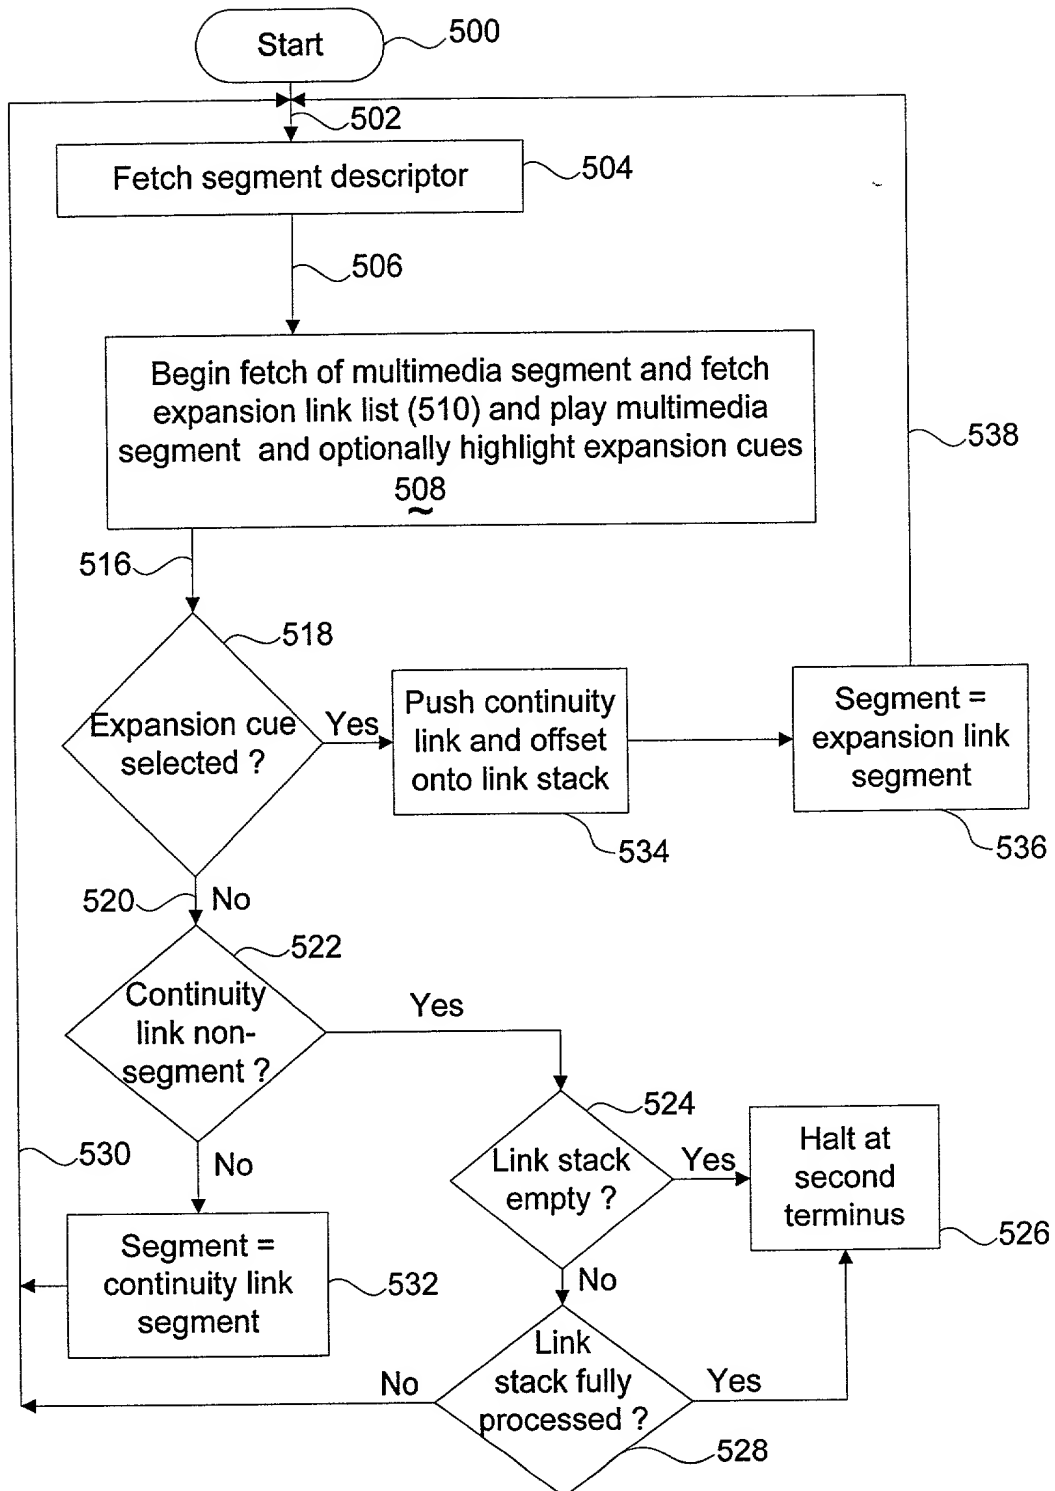 Start
500
502
Fetch segment descriptor
504
506
Begin fetch of multimedia segment and fetch
expansion link list (510) and play multimedia
segment and optionally highlight expansion cues
508
538
516
518
Expansion cue
selected ?
Yes
Push continuity
link and offset
onto link stack
534
Segment =
expansion link
segment
536
520
No
522
Continuity
link non-
segment ?
Yes
524
Link stack
empty ?
Yes
Halt at
second
terminus
526
530
No
Segment =
continuity link
segment
532
No
Link
stack fully
processed ?
No
Yes
528